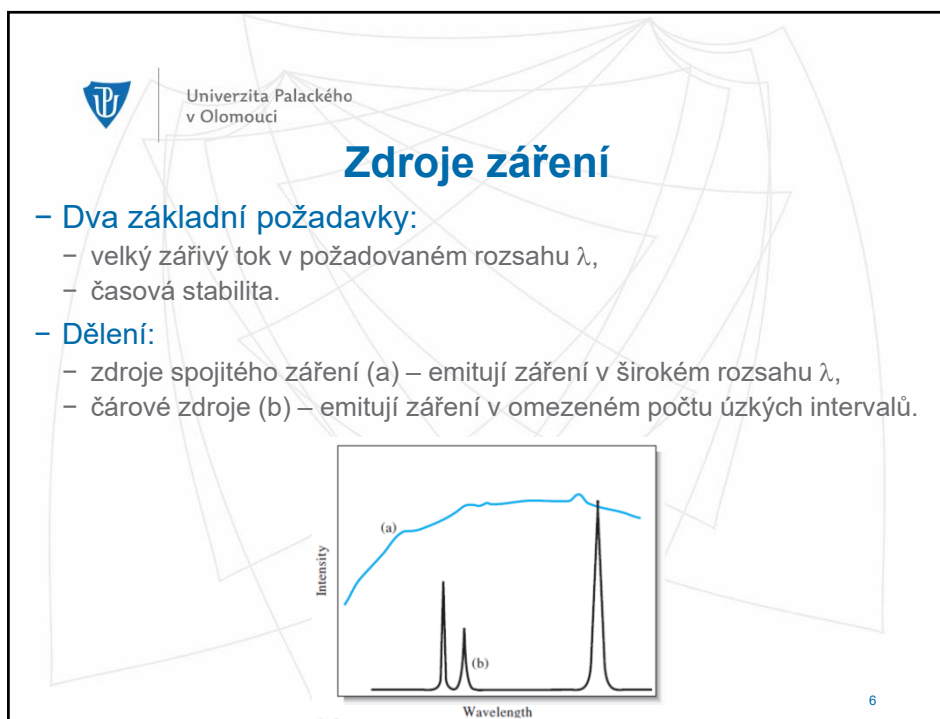 Univerzita Palackého
v Olomouci
Zdroje záření
− Dva základní požadavky:
− velký zářivý tok v požadovaném rozsahu λ,
− časová stabilita.
− Dělení:
− zdroje spojitého záření (a) – emitují záření v širokém rozsahu λ,
− čárové zdroje (b) – emitují záření v omezeném počtu úzkých intervalů.
(a)
Intensity
(b)
Wavelength
6